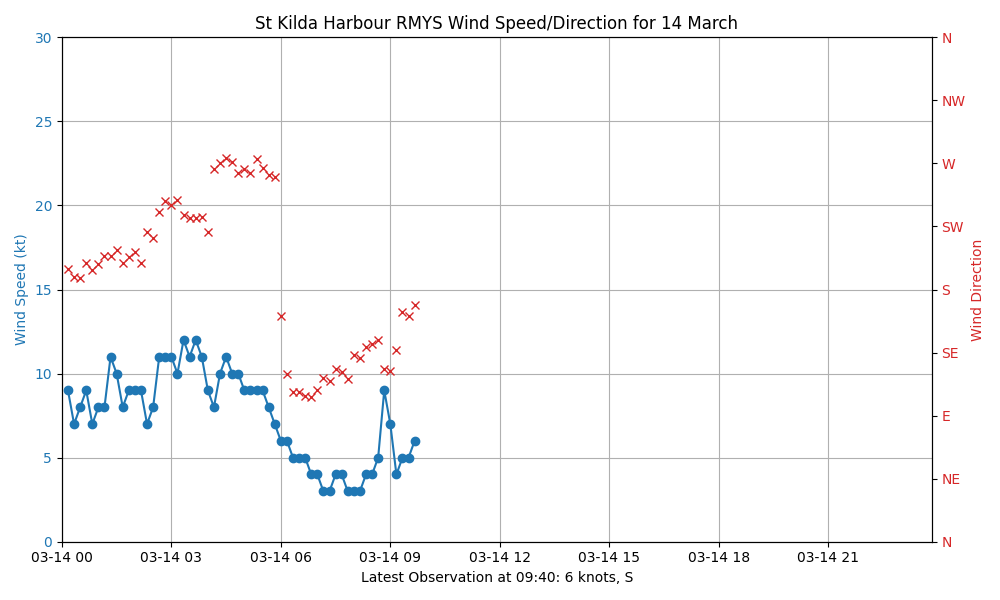 St Kilda Harbour RMYS Wind Speed/Direction for 14 March
Wind Speed (kt)
30
25
20
15
10
5
0
N
NW
W
SW
S
SE
E
NE
N
Wind Direction
03-14 00 03-14 03 03-14 06 03-14 09 03-14 12 03-14 15 03-14 18 03-14 21
Latest Observation at 09:40: 6 knots, S